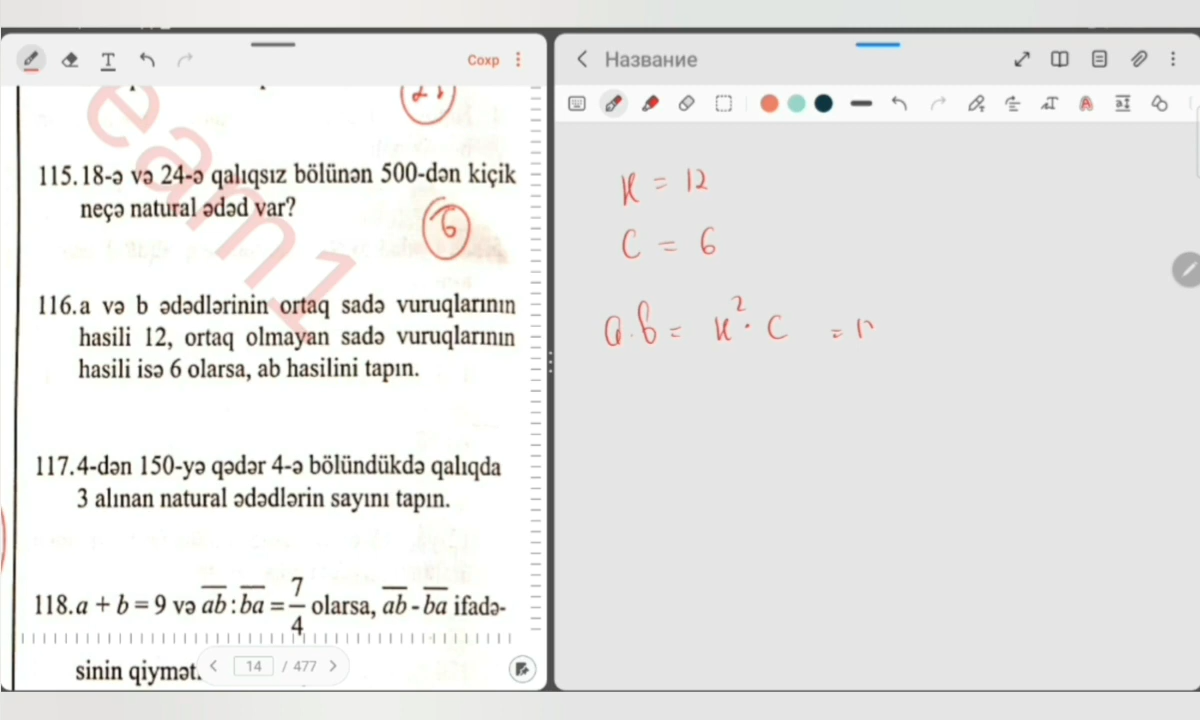 Сохр
115. 18-ə və 24-ə qalıqsız bölünən 500-dən kiçik
neçə natural ədəd var?
6
116. a və b ədədlərinin ortaq sadə vuruqlarının
hasili 12, ortaq olmayan sadə vuruqlarının
hasili isə 6 olarsa, ab hasilini tapın.
117. 4-dən 150-yə qədər 4-ə bölündükdə qalıqda
3 alınan natural ədədlərin sayını tapın.
118. a + b = 9 və ab : ba = 7/4 olarsa, ab - ba ifadə-
sinin qiymət
14 / 477
eam1
Название
K = 12
C = 6
a·b = K²·C = 1